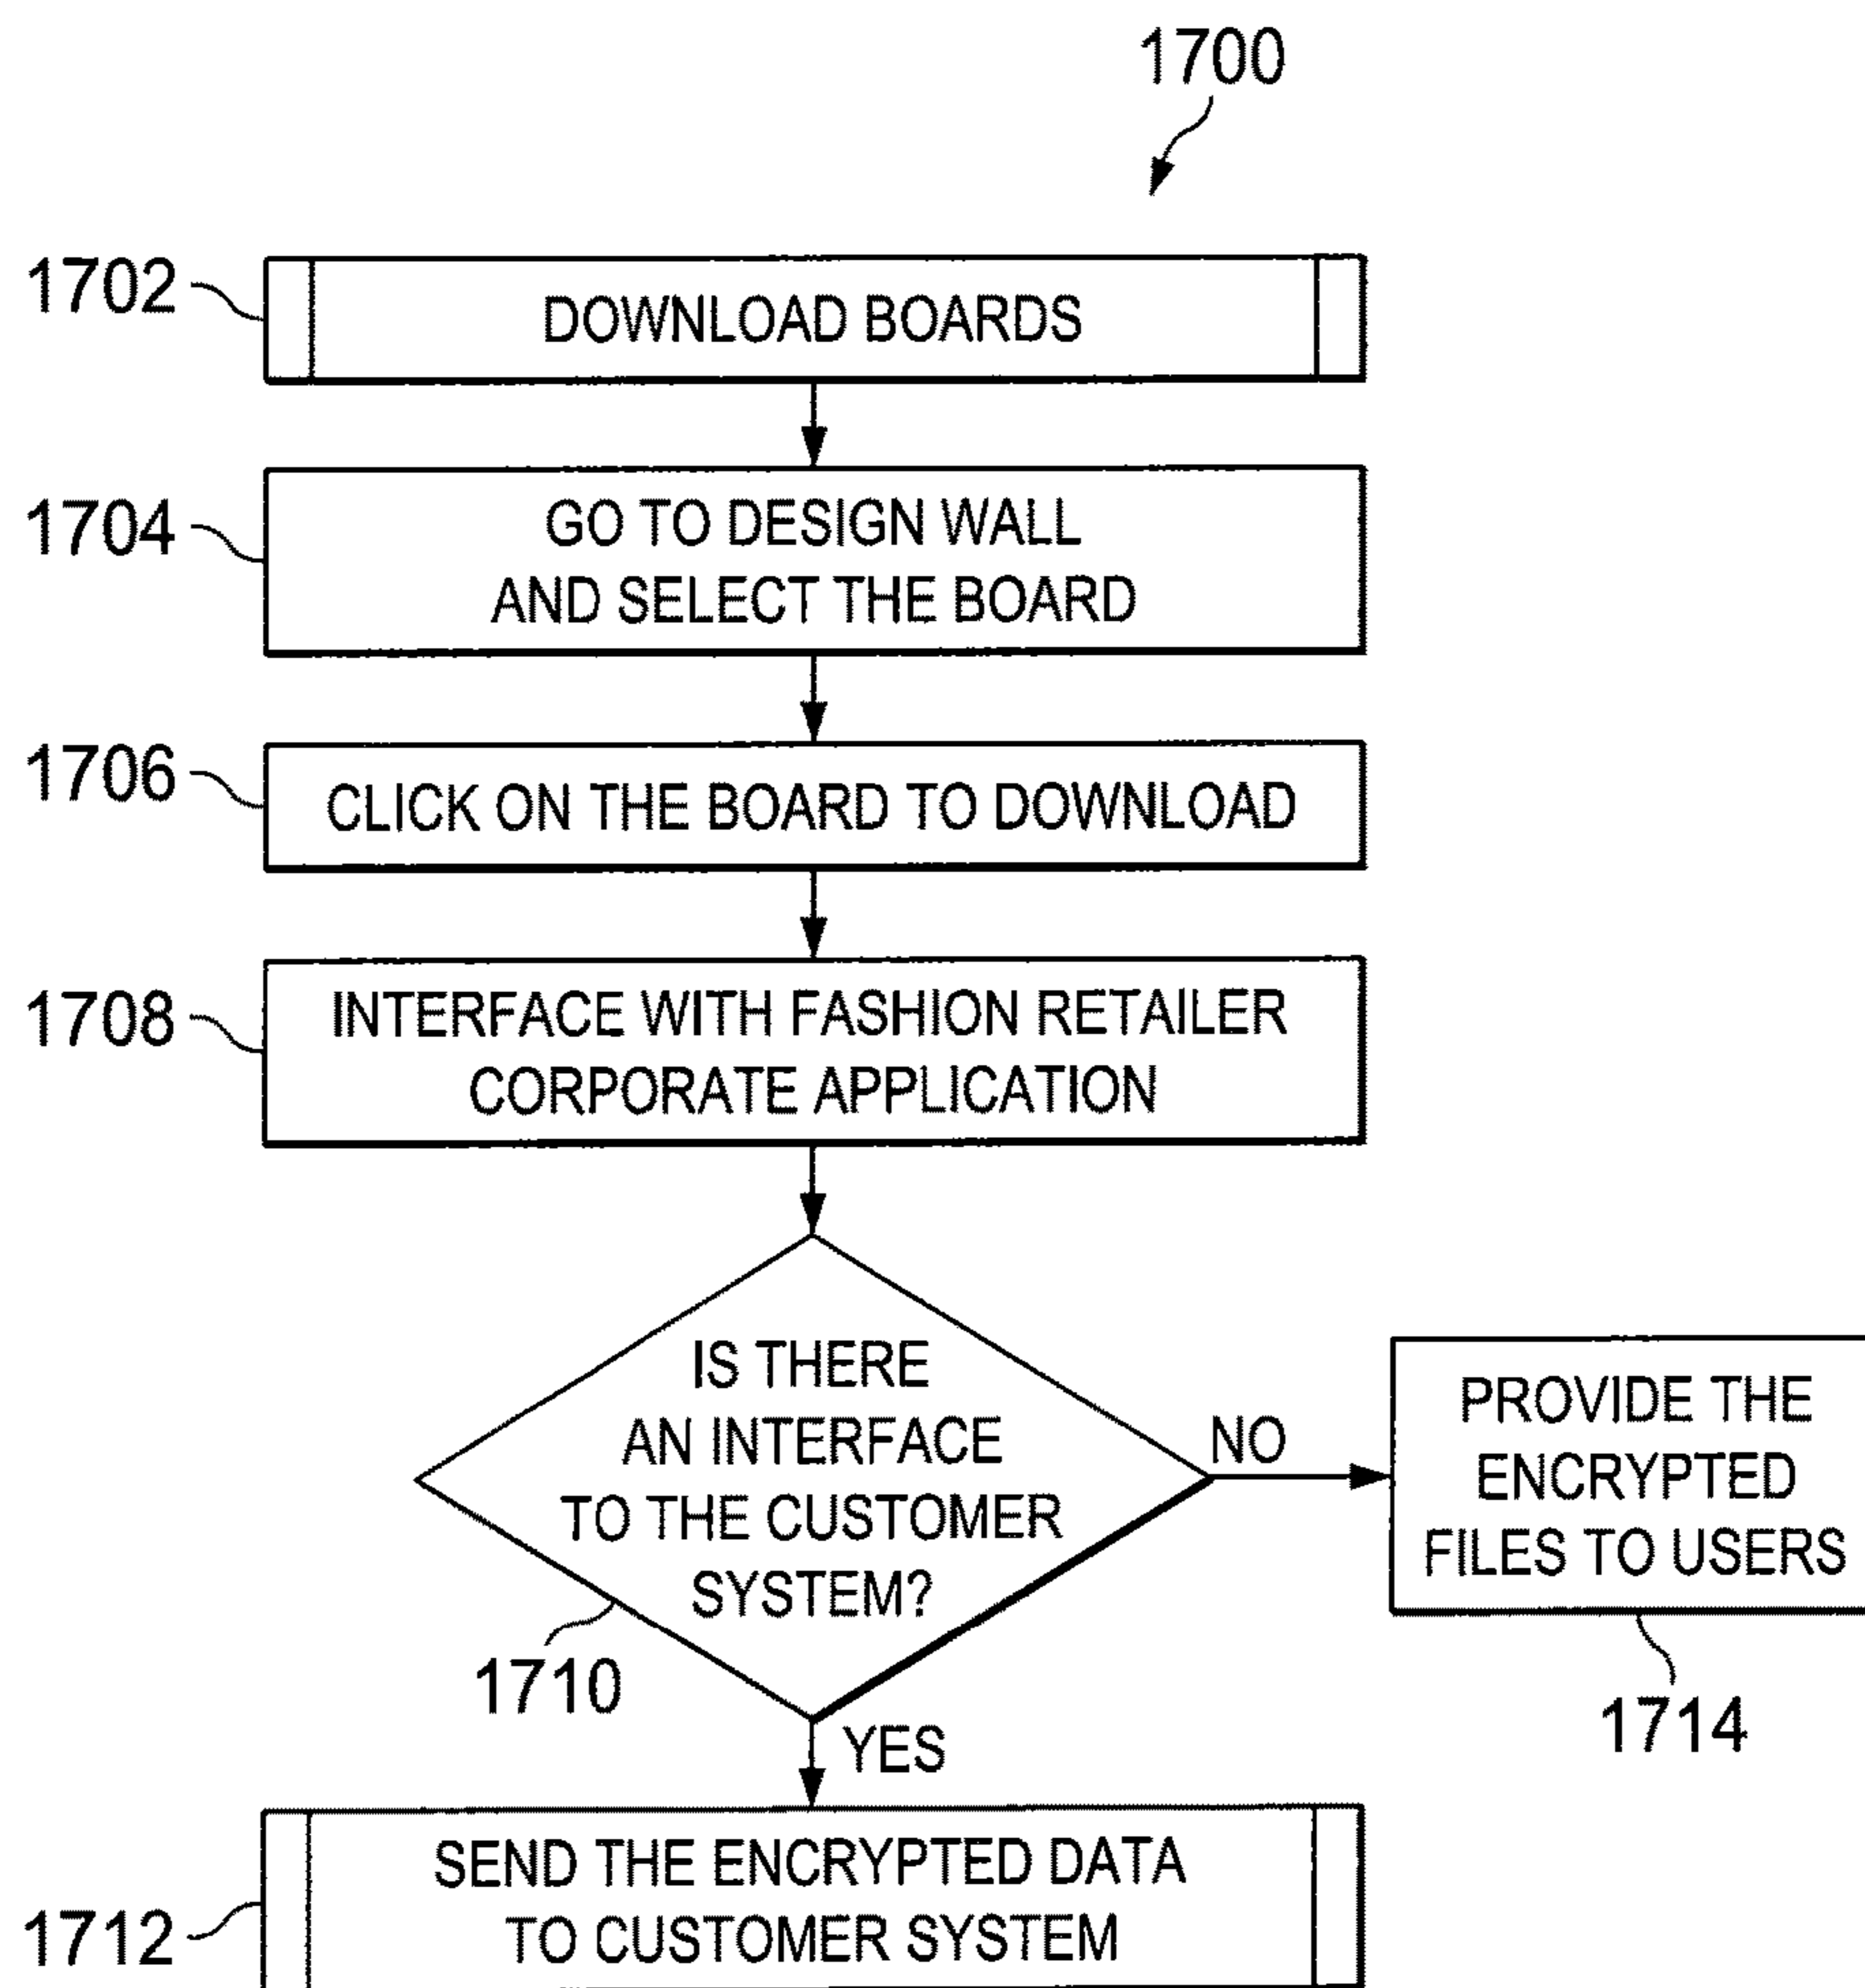 1700
1702
DOWNLOAD BOARDS
1704
GO TO DESIGN WALL
AND SELECT THE BOARD
1706
CLICK ON THE BOARD TO DOWNLOAD
1708
INTERFACE WITH FASHION RETAILER
CORPORATE APPLICATION
IS THERE
AN INTERFACE
TO THE CUSTOMER
SYSTEM?
1710
NO
PROVIDE THE
ENCRYPTED
FILES TO USERS
1714
YES
1712
SEND THE ENCRYPTED DATA
TO CUSTOMER SYSTEM